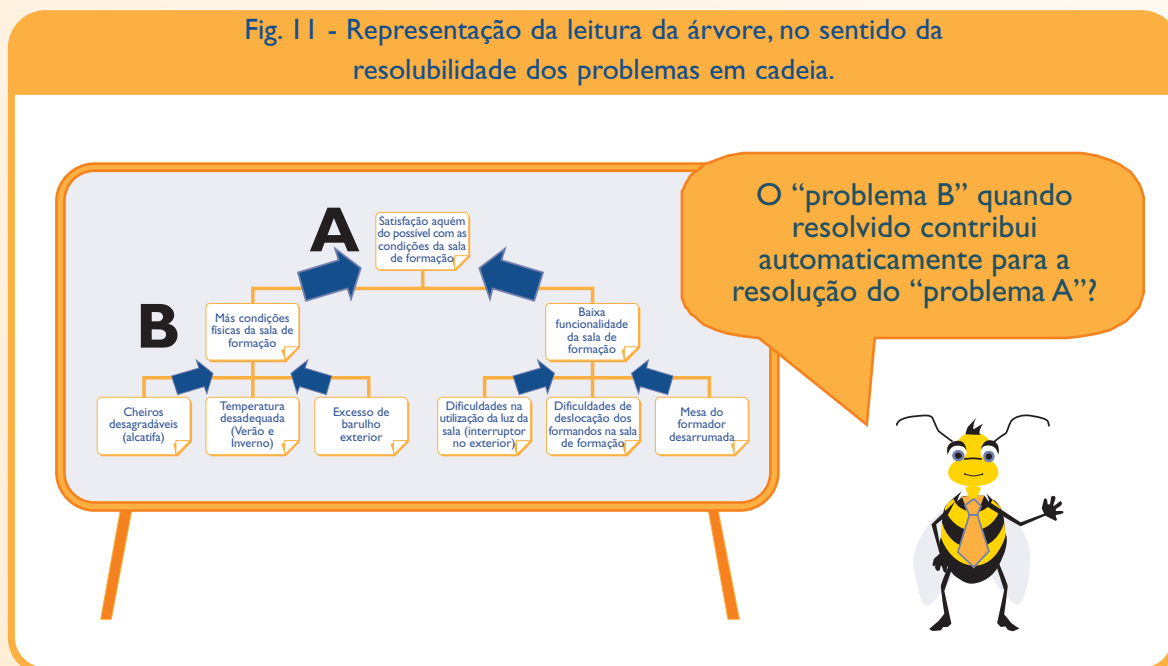 Fig. 11 - Representação da leitura da árvore, no sentido da
resolubilidade dos problemas em cadeia.
A
Satisfação aquém
do possível com as
condições da sala
de formação
B
Más condições
físicas da sala de
formação
Baixa
funcionalidade
da sala de
formação
Cheiros
desagradáveis
(alcatifa)
Temperatura
desadequada
(Verão e
Inverno)
Excesso de
barulho
exterior
Dificuldades na
utilização da luz da
sala (interruptor
no exterior)
Dificuldades de
deslocação dos
formandos na sala
de formação
Mesa do
formador
desarrumada
O “problema B” quando
resolvido contribui
automaticamente para a
resolução do “problema A”?